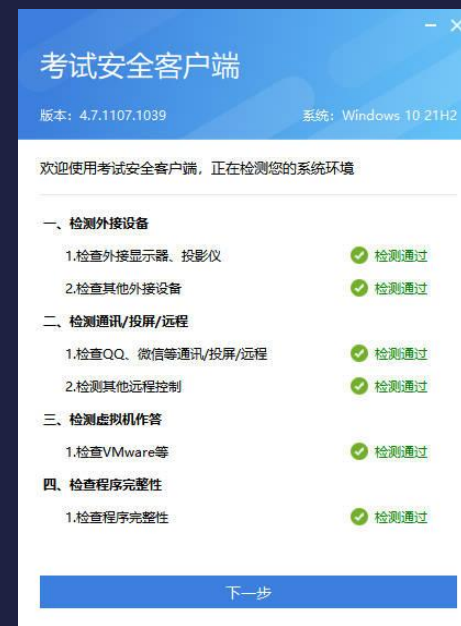 考试安全客户端
版本：4.7.1107.1039 系统：Windows 10 21H2
欢迎使用考试安全客户端，正在检测您的系统环境
一、检测外接设备
1.检查外接显示器、投影仪 检测通过
2.检查其他外接设备 检测通过
二、检测通讯/投屏/远程
1.检查QQ、微信等通讯/投屏/远程 检测通过
2.检测其他远程控制 检测通过
三、检测虚拟机作答
1.检查VMware等 检测通过
四、检查程序完整性
1.检查程序完整性 检测通过
下一步